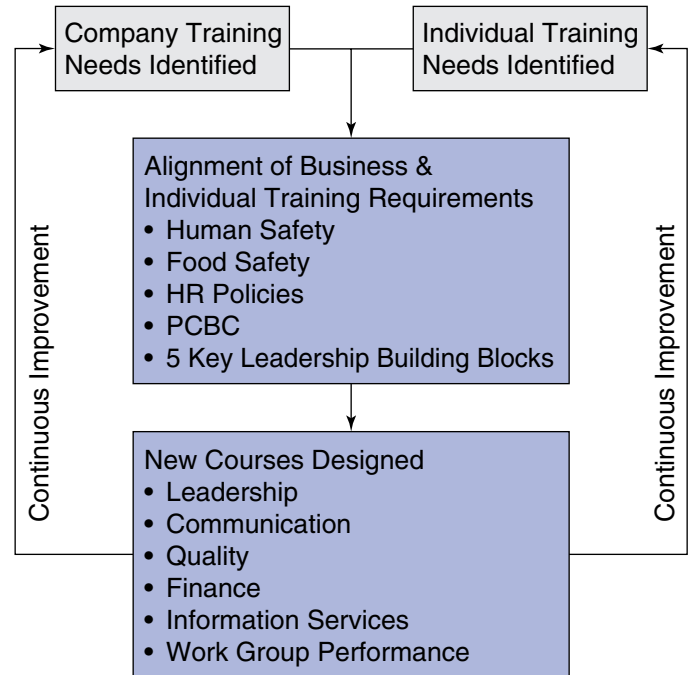 Company Training
Needs Identified
Individual Training
Needs Identified
Alignment of Business &
Individual Training Requirements
• Human Safety
• Food Safety
• HR Policies
• PCBC
• 5 Key Leadership Building Blocks
Continuous Improvement
Continuous Improvement
New Courses Designed
• Leadership
• Communication
• Quality
• Finance
• Information Services
• Work Group Performance